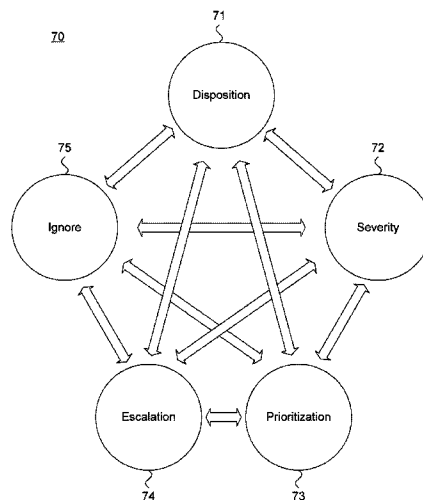 71
70
Disposition
75
72
Ignore
Severity
Escalation
Prioritization
74
73